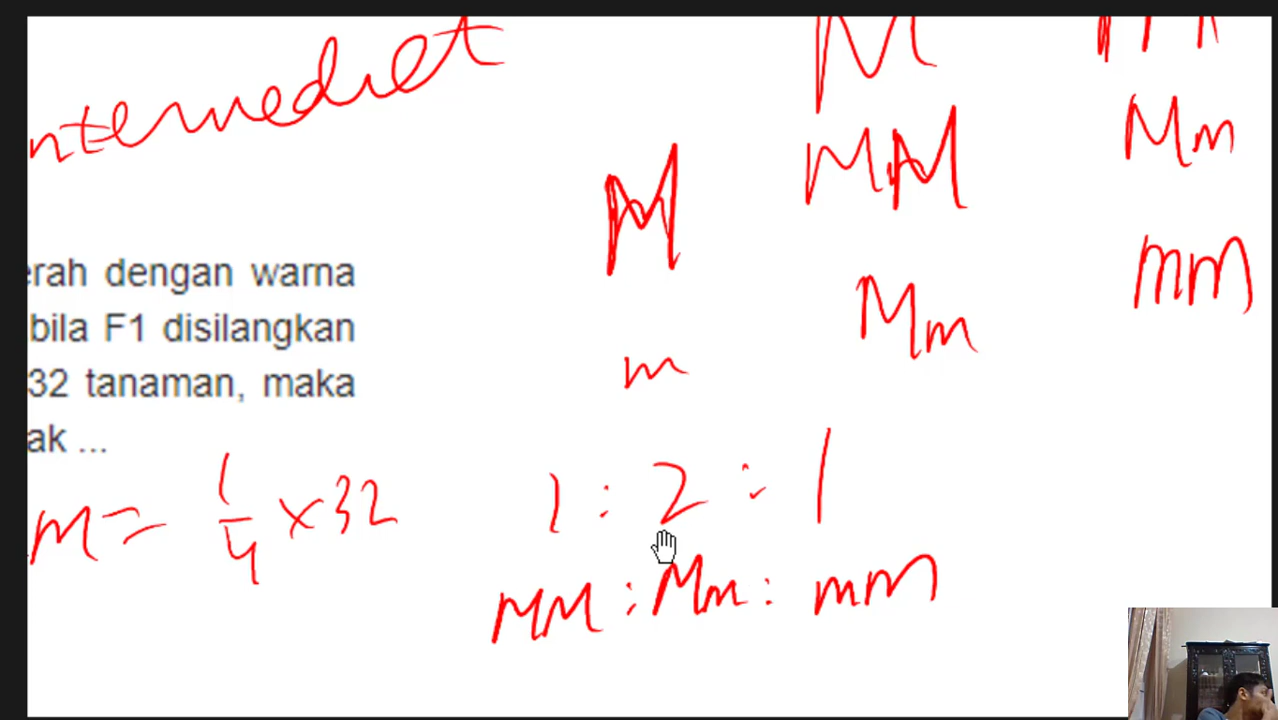 ntermediet
M
Mm
M MM
Mm mm
m
erah dengan warna
bila F1 disilangkan
32 tanaman, maka
ak ...
m = 1/4 x 32
1 : 2 : 1
MM : Mm : mm